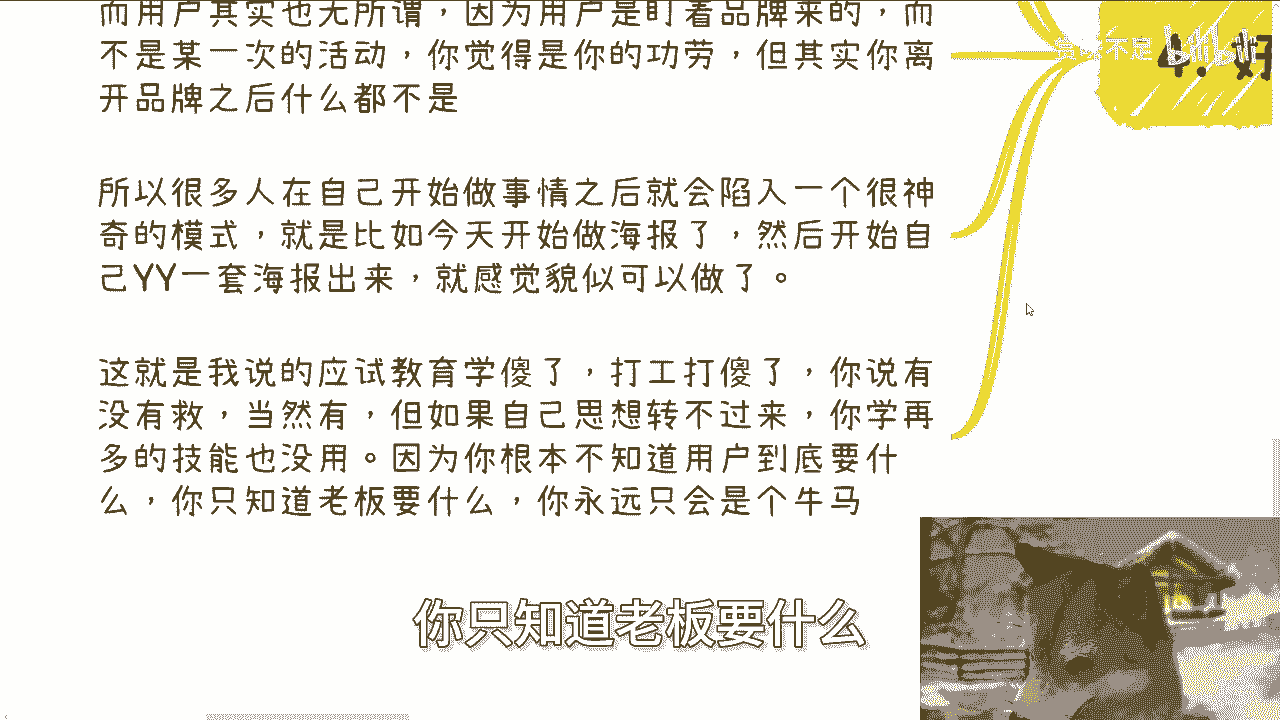 而用户其实也无所谓，因为用户是盯着品牌来的，而
不是某一次的活动，你觉得是你的功劳，但其实你离
开品牌之后什么都不是
所以很多人在自己开始做事情之后就会陷入一个很神
奇的模式，就是比如今天开始做海报了，然后开始自
己YY一套海报出来，就感觉貌似可以做了。
这就是我说的应试教育学傻了，打工打傻了，你说有
没有救，当然有，但如果自己思想转不过来，你学再
多的技能也没用。因为你根本不知道用户到底要什
么，你只知道老板要什么，你永远只会是个牛马
4. 好
你只知道老板要什么